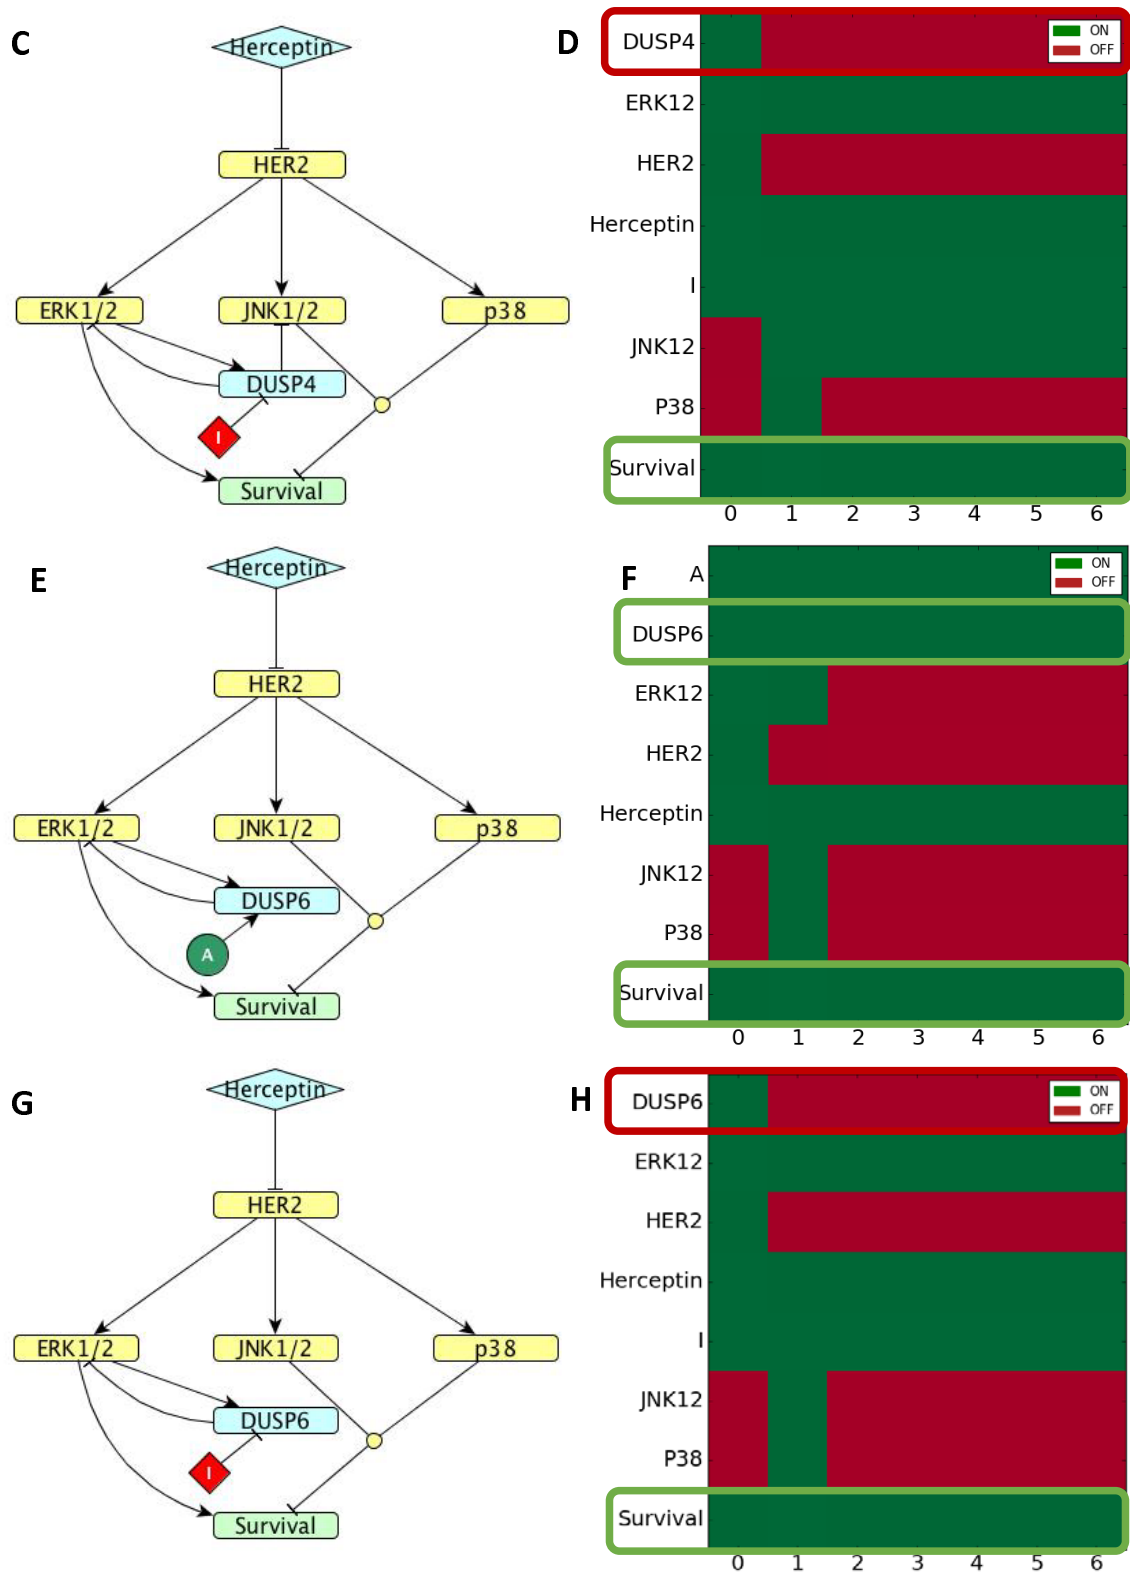 C
Herceptin
HER2
ERK1/2 JNK1/2 p38
DUSP4
I
Survival
D
ON
OFF
DUSP4
ERK12
HER2
Herceptin
I
JNK12
P38
Survival
0 1 2 3 4 5 6
E
Herceptin
HER2
ERK1/2 JNK1/2 p38
DUSP6
A
Survival
F
ON
OFF
A
DUSP6
ERK12
HER2
Herceptin
JNK12
P38
Survival
0 1 2 3 4 5 6
G
Herceptin
HER2
ERK1/2 JNK1/2 p38
DUSP6
I
Survival
H
ON
OFF
DUSP6
ERK12
HER2
Herceptin
I
JNK12
P38
Survival
0 1 2 3 4 5 6